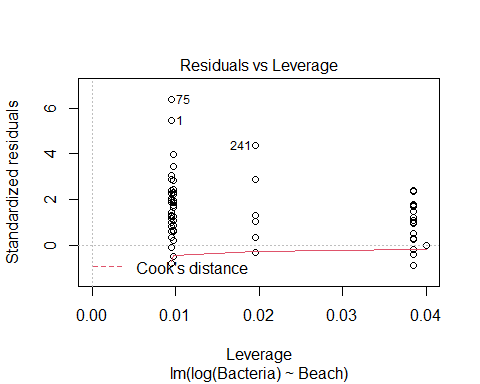 Residuals vs Leverage
Standardized residuals
6
4
2
0
75
1
241
Cook's distance
0.00 0.01 0.02 0.03 0.04
Leverage
lm(log(Bacteria) ~ Beach)